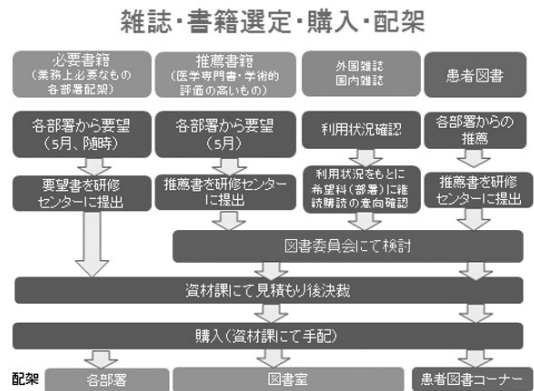 雑誌・書籍選定・購入・配架
必要書籍
(業務上必要なもの
各部署配架)
推薦書籍
(医学専門書・学術的
評価の高いもの)
外国雑誌
国内雑誌
患者図書
各部署から要望
(5月、随時)
各部署から要望
(5月)
利用状況確認
各部署からの
推薦
要望書を研修
センターに提出
推薦書を研修センター
に提出
利用状況をもとに
希望科(部署)に継
続購読の意向確認
推薦書を研修
センターに提出
図書委員会にて検討
資材課にて見積もり後決裁
購入(資材課にて手配)
配架
各部署
図書室
患者図書コーナー